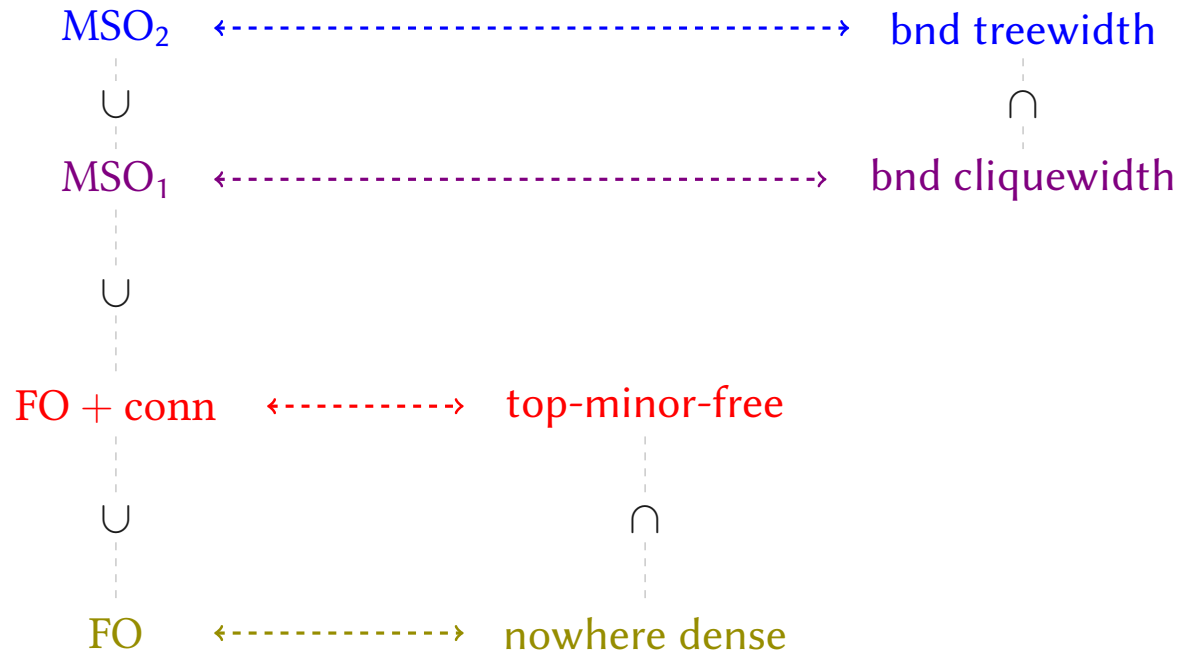 MSO₂ bnd treewidth
∪ ∩
MSO₁ bnd cliquewidth
∪
FO + conn top-minor-free
∪ ∩
FO nowhere dense